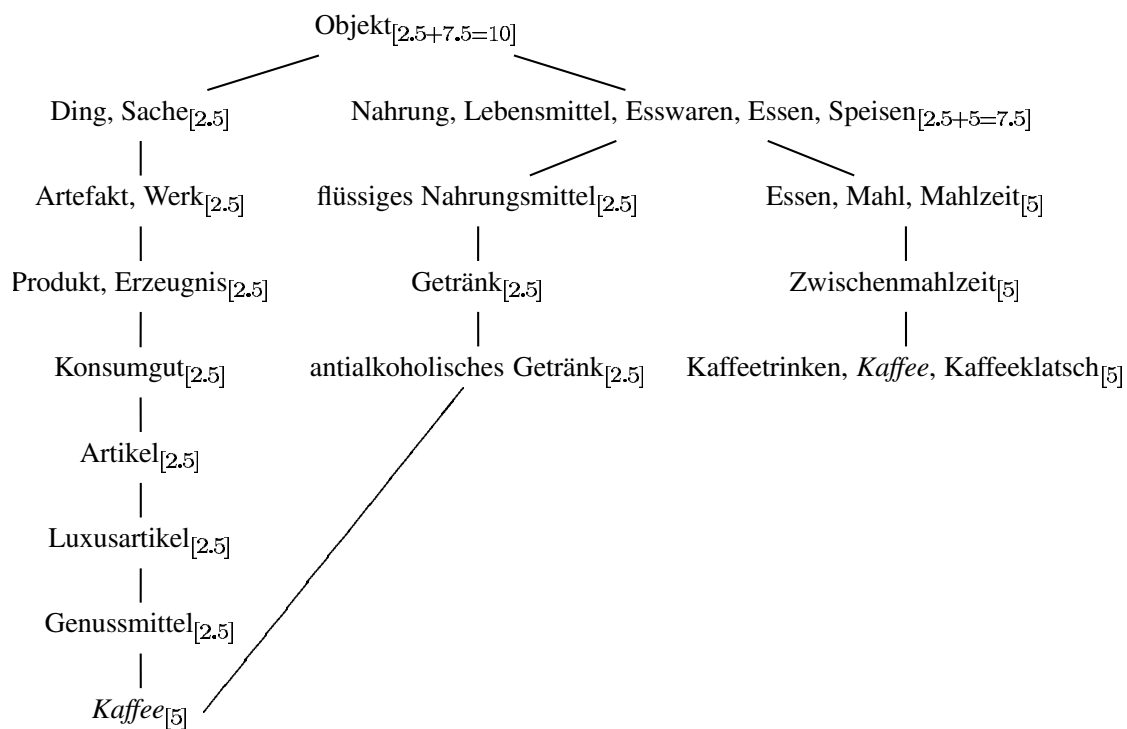 Objekt[2.5+7.5=10]
Ding, Sache[2.5] Nahrung, Lebensmittel, Esswaren, Essen, Speisen[2.5+5=7.5]
Artefakt, Werk[2.5] flüssiges Nahrungsmittel[2.5] Essen, Mahl, Mahlzeit[5]
Produkt, Erzeugnis[2.5] Getränk[2.5] Zwischenmahlzeit[5]
Konsumgut[2.5] antialkoholisches Getränk[2.5] Kaffeetrinken, Kaffee, Kaffeeklatsch[5]
Artikel[2.5]
Luxusartikel[2.5]
Genussmittel[2.5]
Kaffee[5]